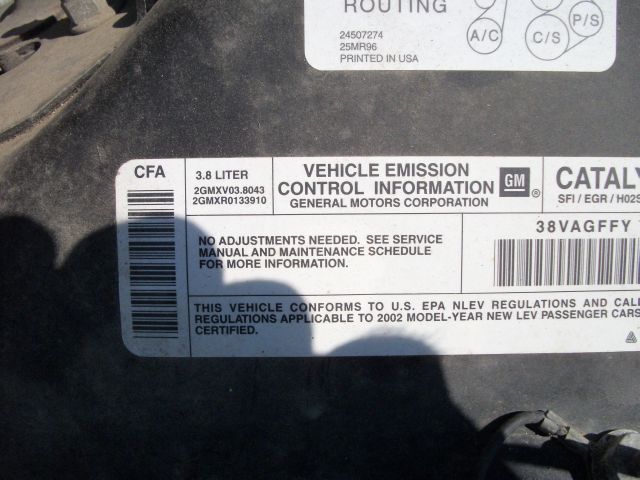 ROUTING
A/C
C/S
P/S
24507274
25MR96
PRINTED IN USA
CFA
3.8 LITER
2GMXV03.8043
2GMXR0133910
VEHICLE EMISSION
CONTROL INFORMATION
GENERAL MOTORS CORPORATION
GM
®
CATALY
SFI / EGR / H02S
NO ADJUSTMENTS NEEDED. SEE SERVICE
MANUAL AND MAINTENANCE SCHEDULE
FOR MORE INFORMATION.
38VAGFFY
THIS VEHICLE CONFORMS TO U.S. EPA NLEV REGULATIONS AND CALI
REGULATIONS APPLICABLE TO 2002 MODEL-YEAR NEW LEV PASSENGER CARS
CERTIFIED.